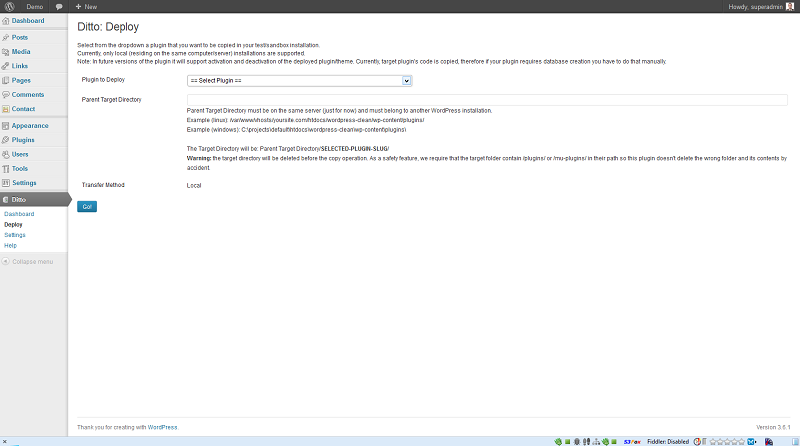 Demo
New
Howdy, superadmin
Dashboard
Posts
Media
Links
Pages
Comments
Contact
Appearance
Plugins
Users
Tools
Settings
Ditto
Dashboard
Deploy
Settings
Help
Collapse menu
Ditto: Deploy
Select from the dropdown a plugin that you want to be copied in your test/sandbox installation.
Currently, only local (residing on the same computer/server) installations are supported.
Note: In future versions of the plugin it will support activation and deactivation of the deployed plugin/theme. Currently, target plugin's code is copied, therefore if your plugin requires database creation you have to do that manually.
Plugin to Deploy
== Select Plugin ==
Parent Target Directory
Parent Target Directory must be on the same server (just for now) and must belong to another WordPress installation.
Example (linux): /var/www/vhosts/yoursite.com/htdocs/wordpress-clean/wp-content/plugins/
Example (windows): C:\projects\default\htdocs\wordpress-clean\wp-content\plugins\
The Target Directory will be: Parent Target Directory/SELECTED-PLUGIN-SLUG/
Warning: the target directory will be deleted before the copy operation. As a safety feature, we require that the target folder contain /plugins/ or /mu-plugins/ in their path so this plugin doesn't delete the wrong folder and its contents by
accident.
Transfer Method
Local
Go!
Thank you for creating with WordPress.
Version 3.6.1
S3Fox
Fiddler: Disabled